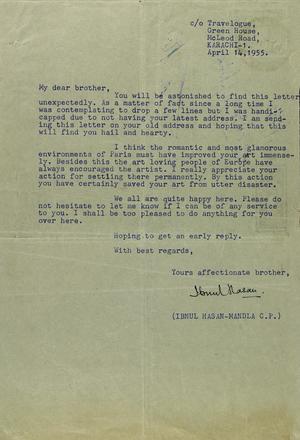 c/o Travelogue,
Green House,
McLeod Road,
KARACHI-1.
April 14,1955.
My dear brother,
You will be astonished to find this letter
unexpectedly. As a matter of fact since a long time I
was contemplating to drop a few lines but I was handi-
capped due to not having your latest address. I am send-
ing this letter on your old address and hoping that this
will find you hail and hearty.
I think the romantic and most glamorous
environments of Paris must have improved your art immense-
ly. Besides this the art loving people of Europe have
always encouraged the artist. I really appreciate your
action for settling there permanently. By this action
you have certainly saved your art from utter disaster.
We all are quite happy here. Please do
not hesitate to let me know if I can be of any service
to you. I shall be too pleased to do anything for you
over here.
Hoping to get an early reply.
With best regards,
Yours affectionate brother,
Ibnul Hasan.
(IBNUL HASAN-MANDLA C.P.)